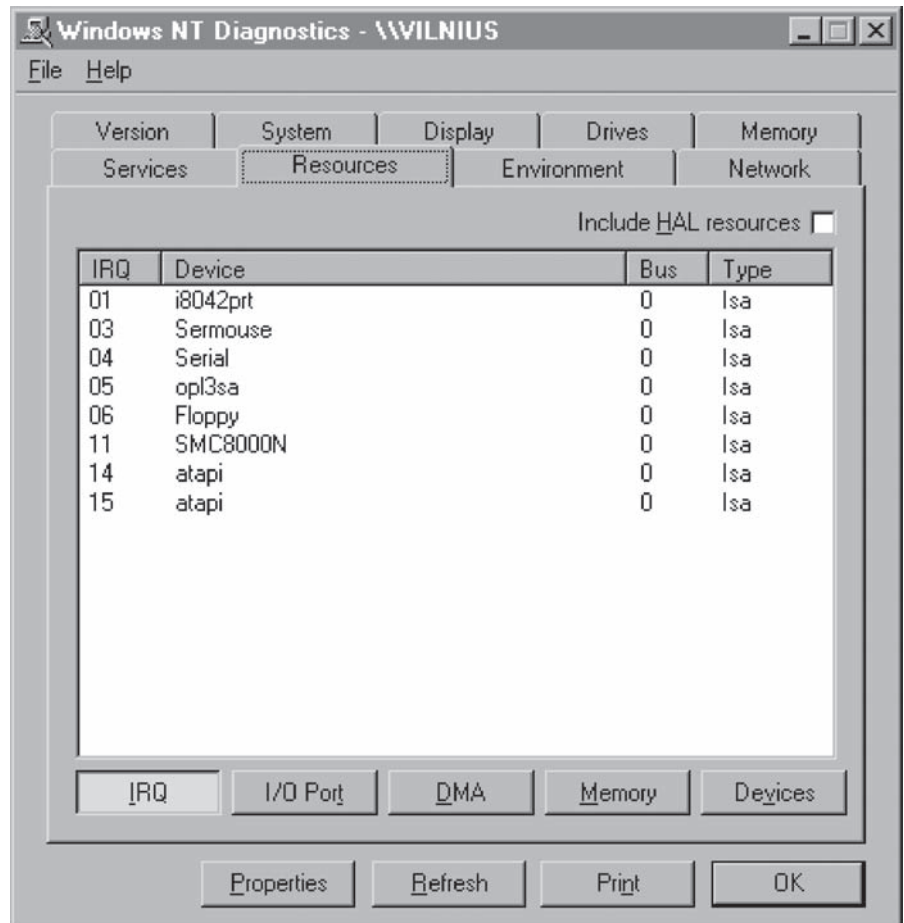 Windows NT Diagnostics - \\VILNIUS
File Help
Version System Display Drives Memory
Services Resources Environment Network
Include HAL resources
IRQ Device Bus Type
01 i8042prt 0 Isa
03 Sermouse 0 Isa
04 Serial 0 Isa
05 opl3sa 0 Isa
06 Floppy 0 Isa
11 SMC8000N 0 Isa
14 atapi 0 Isa
15 atapi 0 Isa
IRQ I/O Port DMA Memory Devices
Properties Refresh Print OK